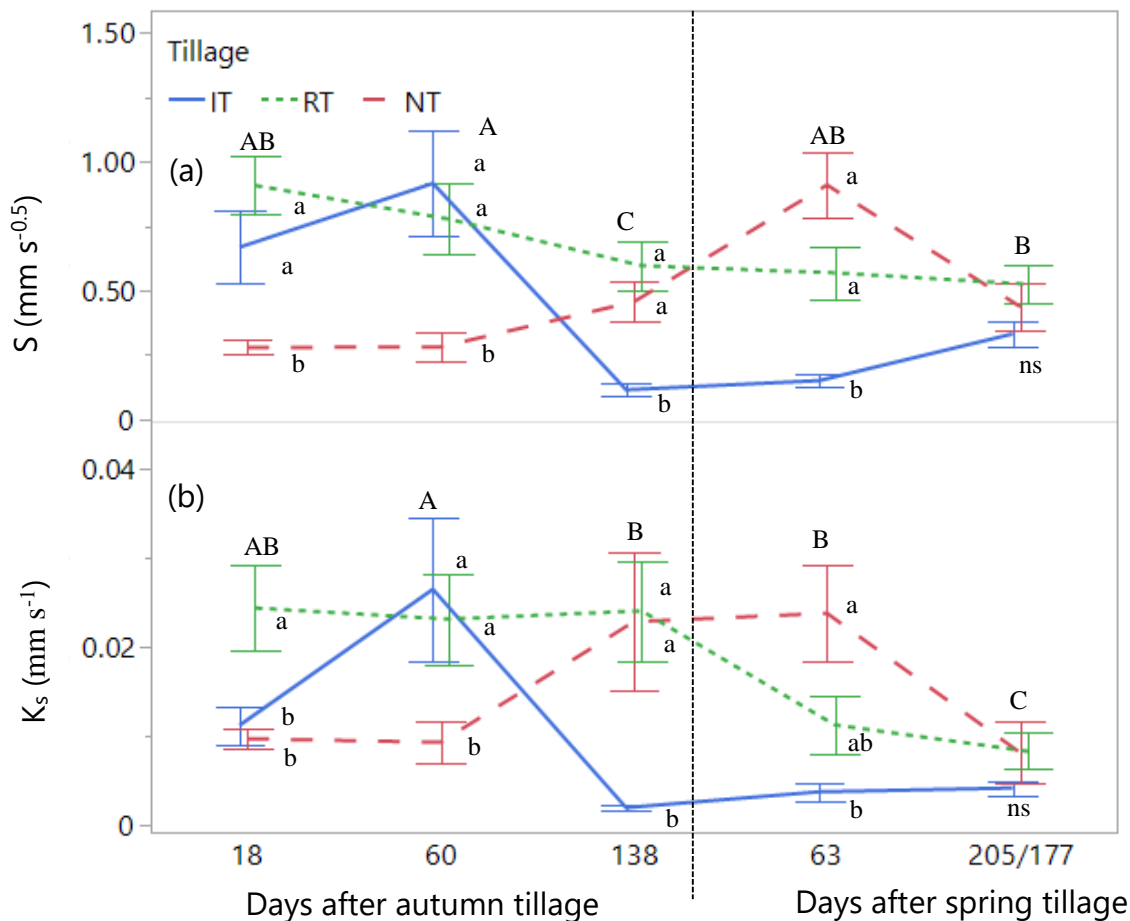 1.50
Tillage
IT RT NT
A
AB AB
1.00 a
(a) a a
a
C
a B
a
0.50 a a
a
b b
ns
b b
0
S (mm s-0.5)
0.04
(b)
A
AB B B
a a a
a a
C
0.02
b a
b b ab
b b ns
0
Ks (mm s-1)
18 60 138 63 205/177
Days after autumn tillage Days after spring tillage